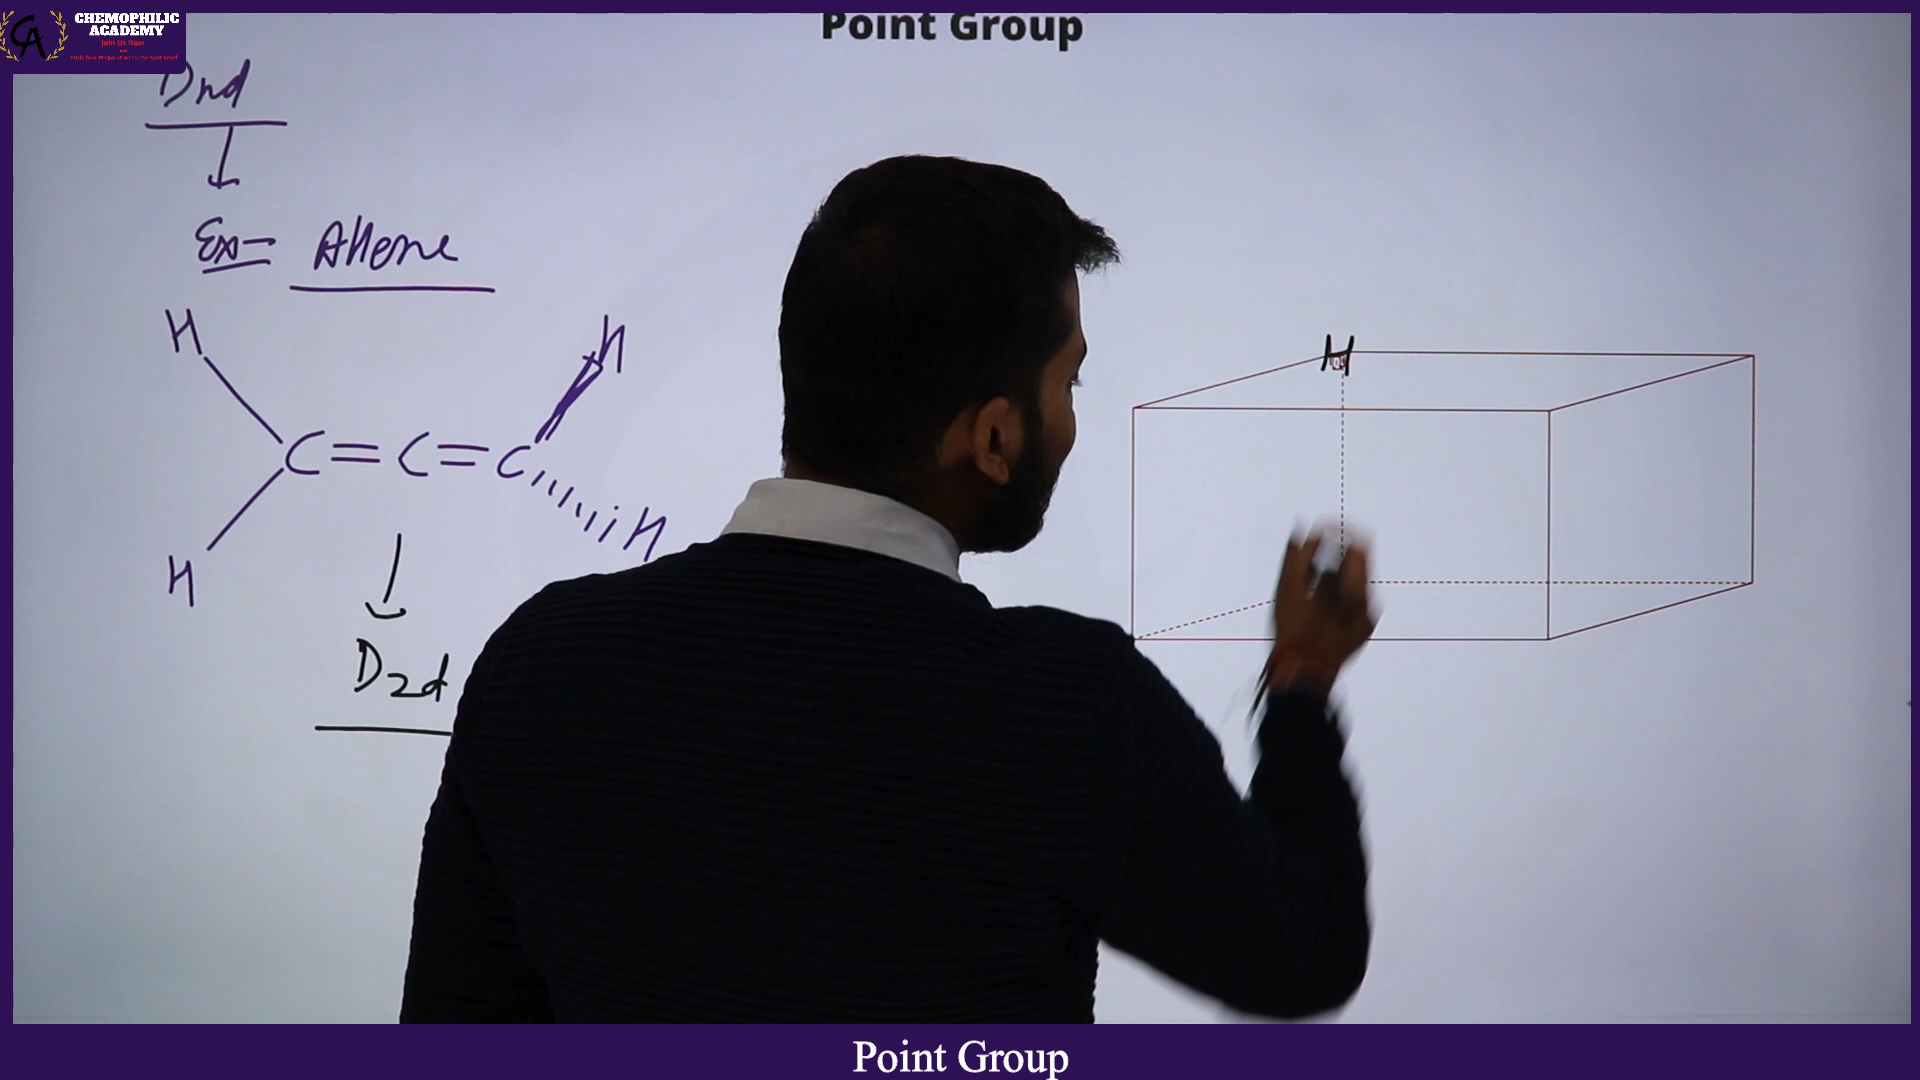 CHEMOPHILIC
ACADEMY
Join Us Now
Point Group
Dnd
Ex- Allene
H
H
C = C = C
H
H
H
D2d
Point Group